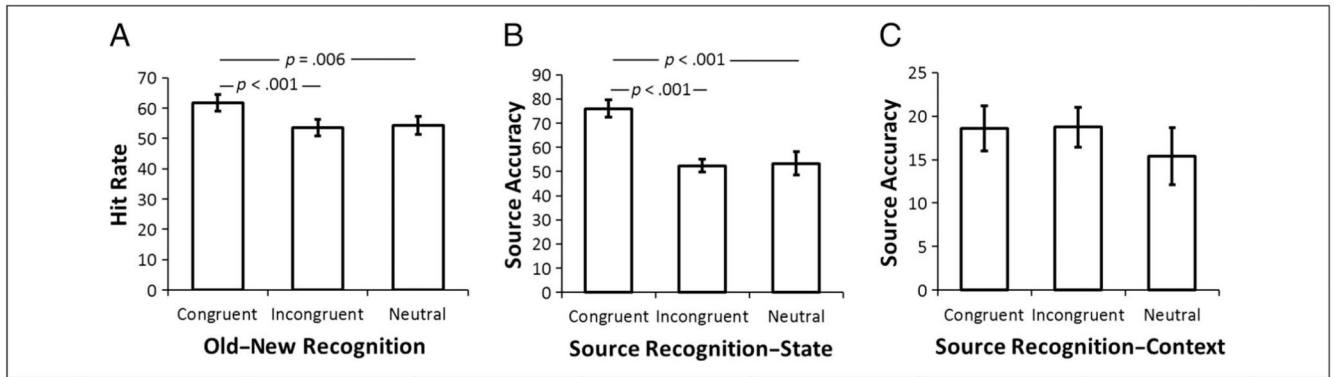 A
p = .006
p < .001
70
60
50
40
30
20
10
0
Hit Rate
Congruent Incongruent Neutral
Old–New Recognition
B
p < .001
p < .001
90
80
70
60
50
40
30
20
10
0
Source Accuracy
Congruent Incongruent Neutral
Source Recognition–State
C
25
20
15
10
5
0
Source Accuracy
Congruent Incongruent Neutral
Source Recognition–Context